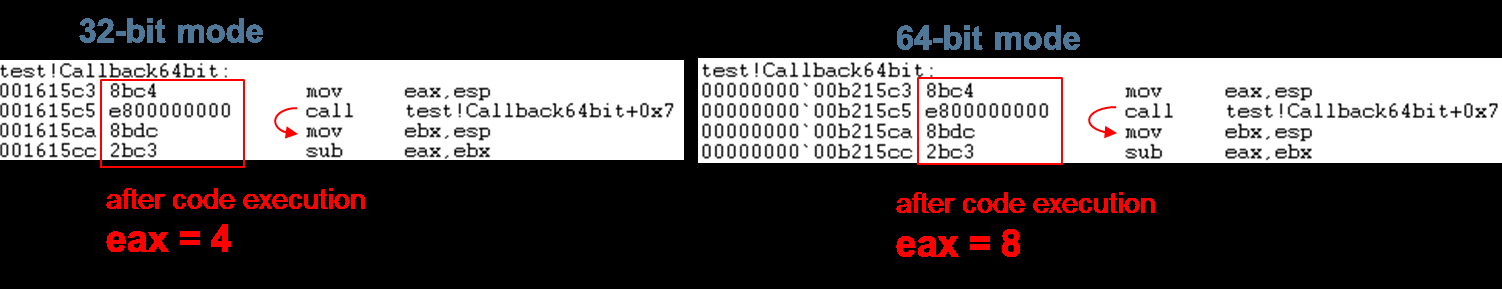 32-bit mode
test!Callback64bit:
001615c3 8bc4 mov eax,esp
001615c5 e800000000 call test!Callback64bit+0x7
001615ca 8bdc mov ebx,esp
001615cc 2bc3 sub eax,ebx
after code execution
eax = 4
64-bit mode
test!Callback64bit:
00000000`00b215c3 8bc4 mov eax,esp
00000000`00b215c5 e800000000 call test!Callback64bit+0x7
00000000`00b215ca 8bdc mov ebx,esp
00000000`00b215cc 2bc3 sub eax,ebx
after code execution
eax = 8